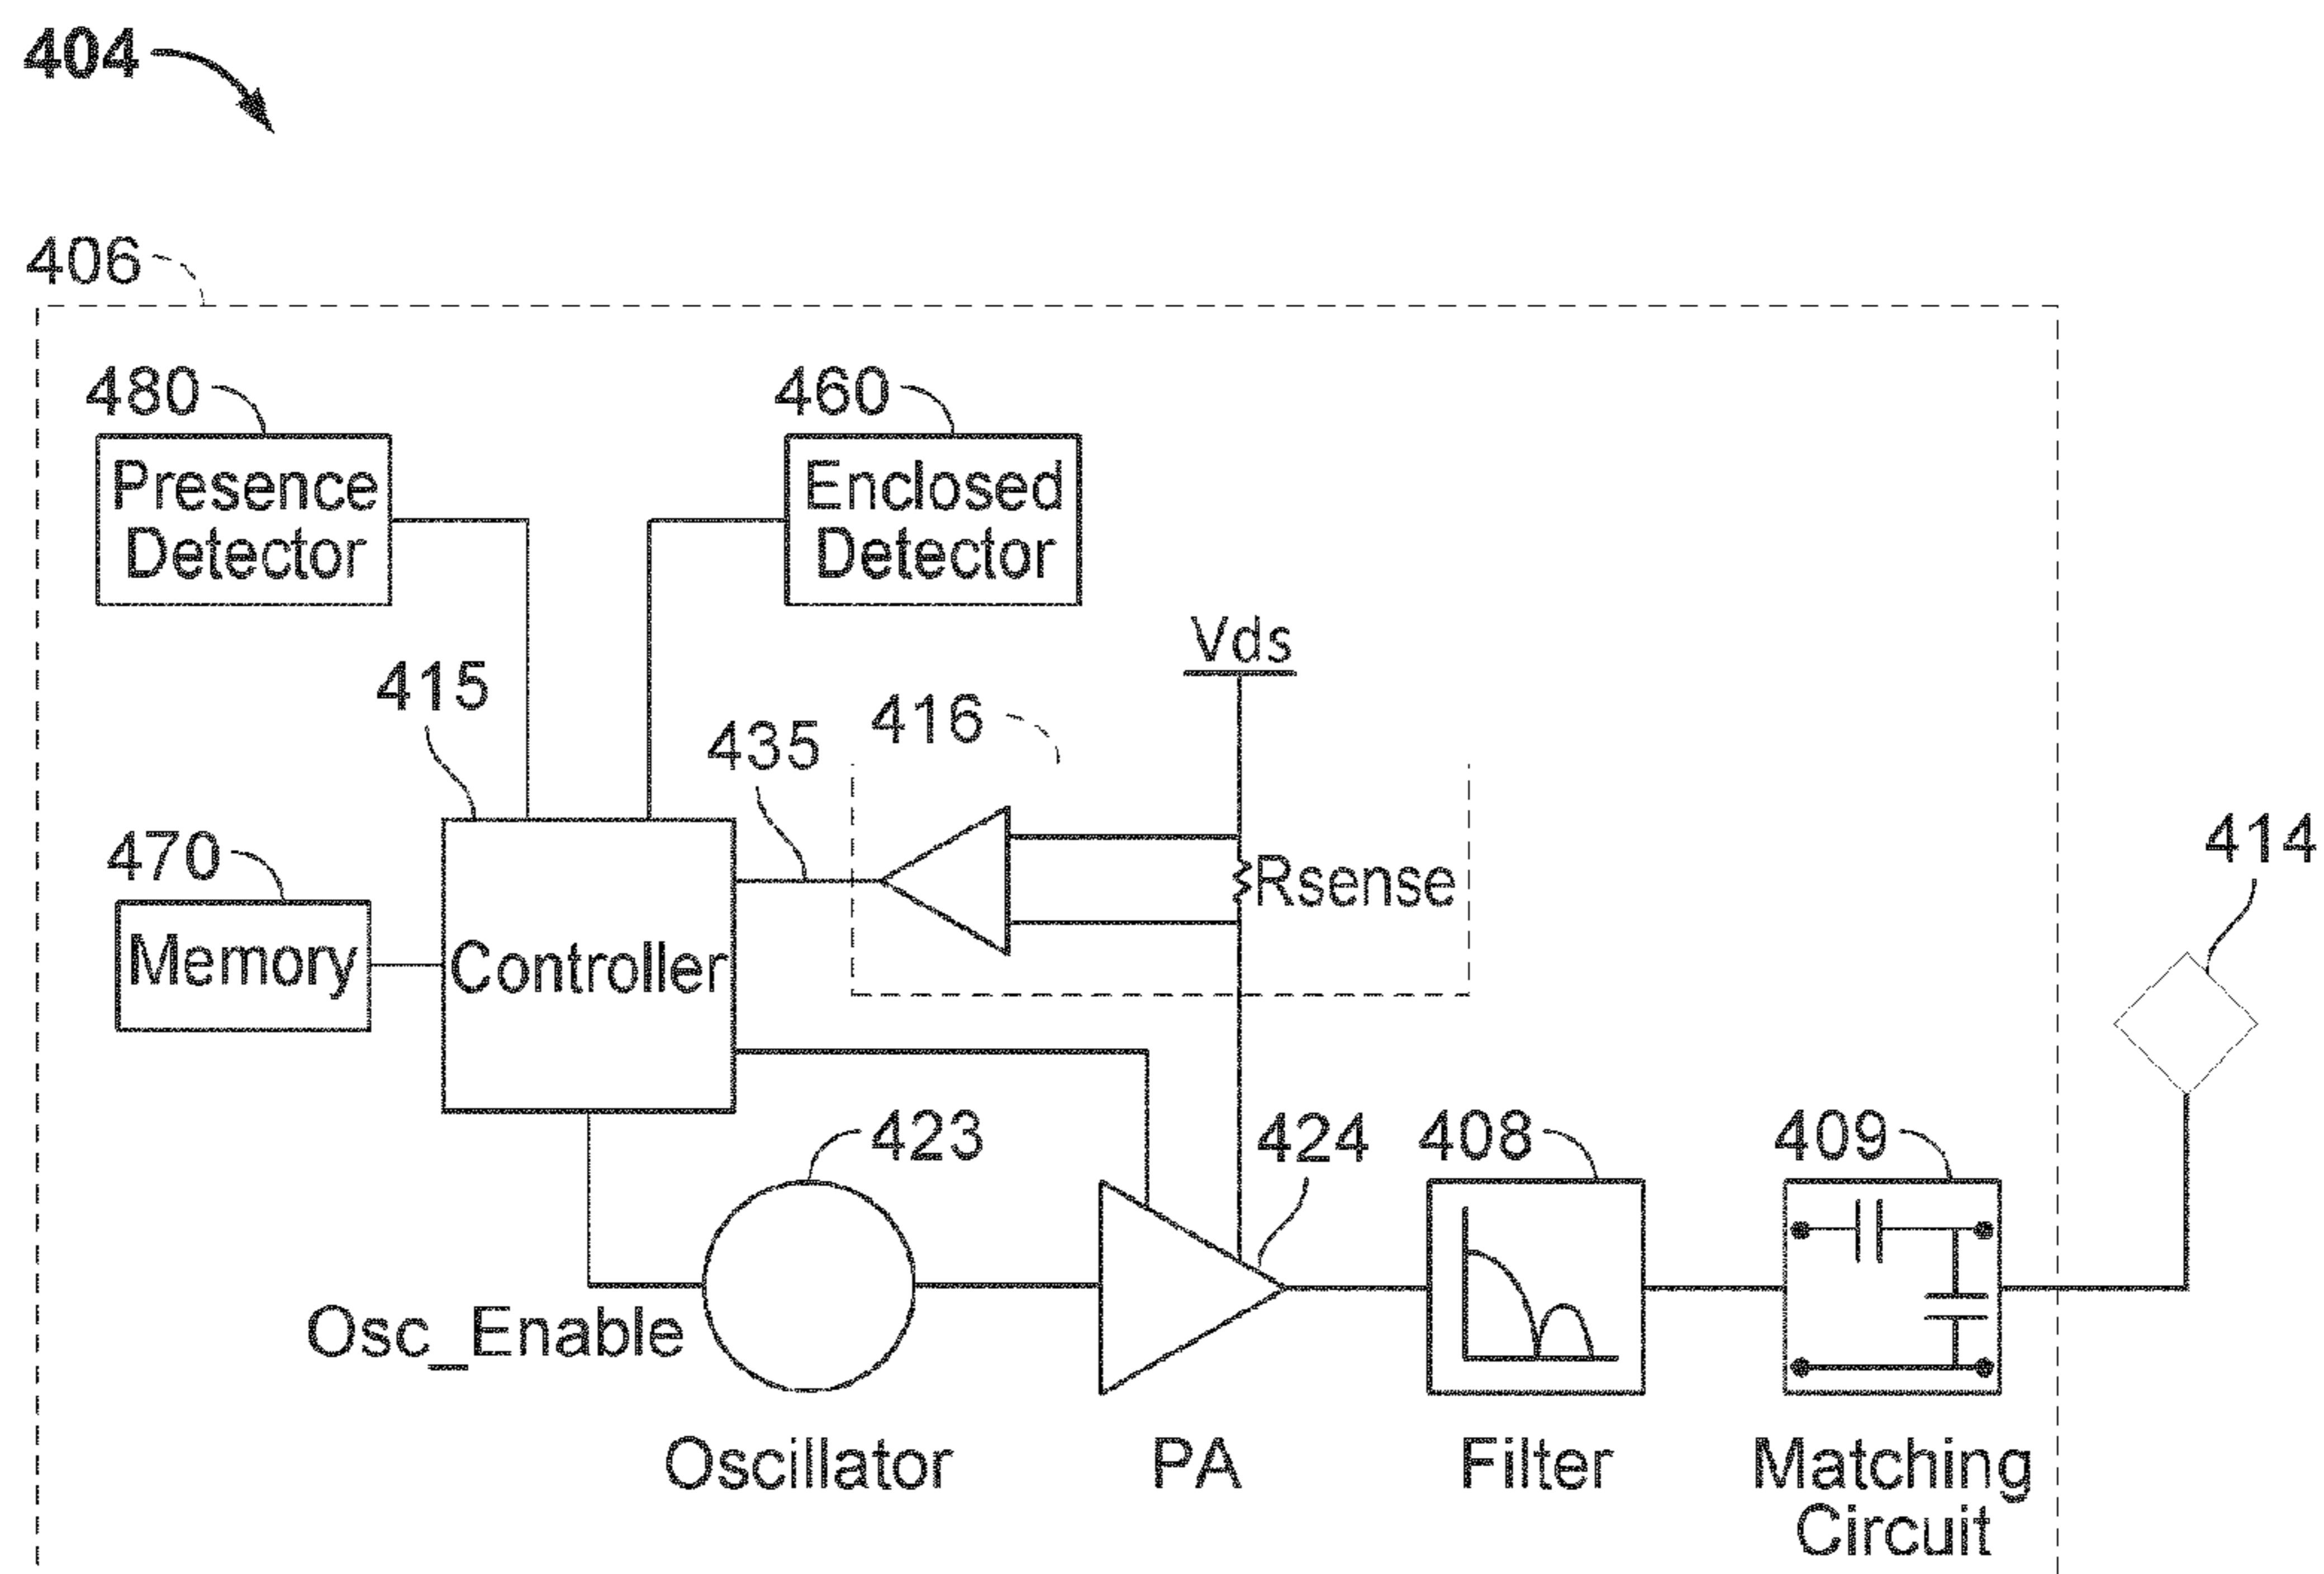 404
406
480
460
Presence
Detector
Enclosed
Detector
Vds
415
416
435
470
414
Rsense
Memory
Controller
423
424
408
409
Osc_Enable
Oscillator
PA
Filter
Matching
Circuit